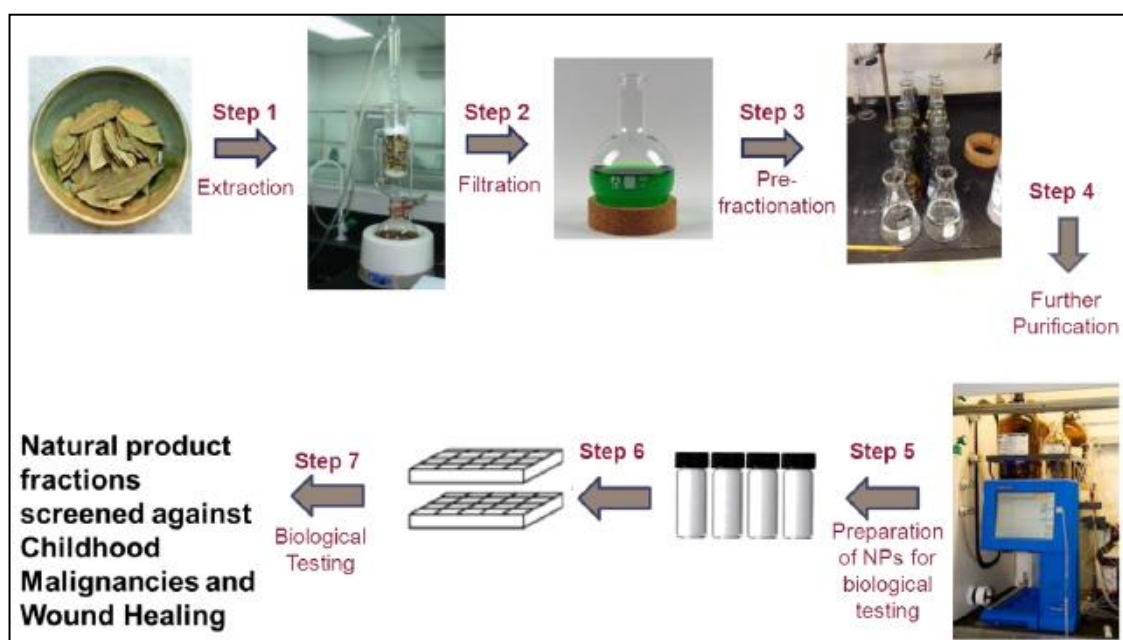 Step 1
Extraction
Step 2
Filtration
Step 3
Pre-
fractionation
Step 4
Further
Purification
Step 5
Preparation
of NPs for
biological
testing
Step 6
Step 7
Biological
Testing
Natural product
fractions
screened against
Childhood
Malignancies and
Wound Healing